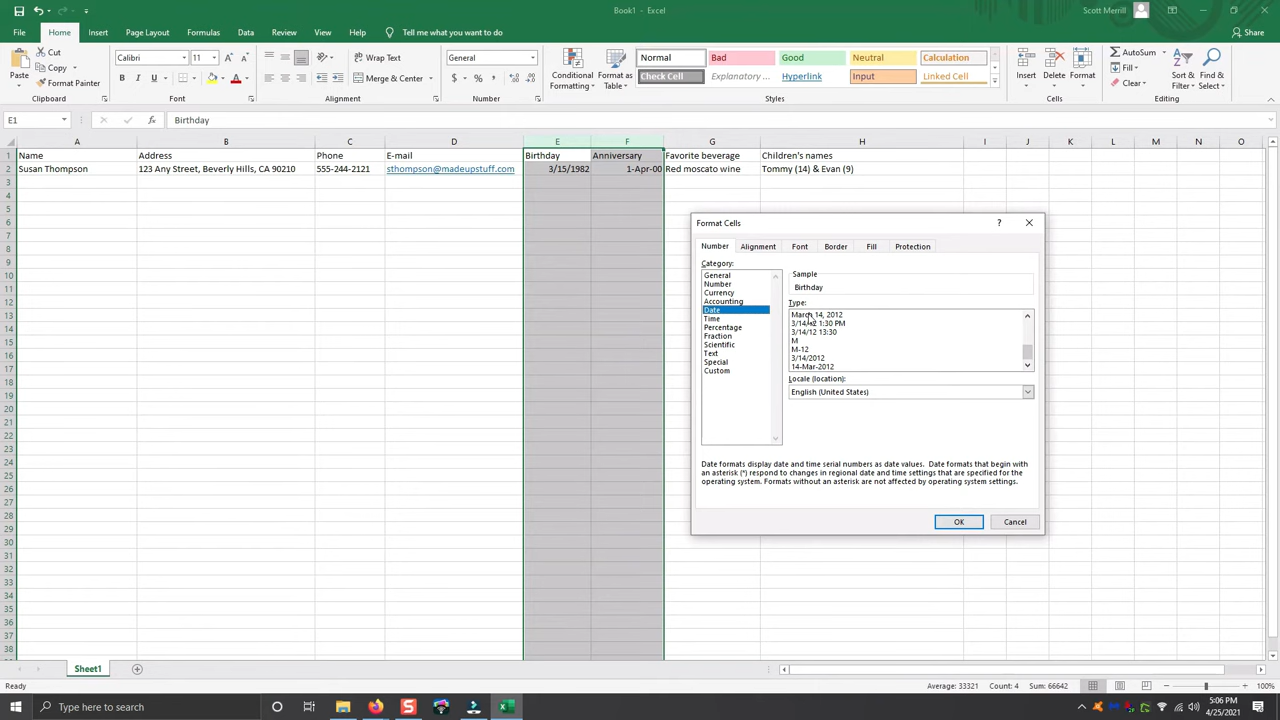 Book1 - Excel
Scott Merrill
File Home Insert Page Layout Formulas Data Review View Help Tell me what you want to do Share
Paste Cut Calibri 11 Wrap Text General Conditional Formatting Format as Table Normal Bad Good Neutral Calculation Insert Delete Format AutoSum Sort & Filter Find & Select
Copy Fill
Format Painter B I U Merge & Center $ % Check Cell Explanatory ... Hyperlink Input Linked Cell Clear
Clipboard Font Alignment Number Styles Cells Editing
E1 fx Birthday
A B C D E F G H I J K L M N O
1 Name Address Phone E-mail Birthday Anniversary Favorite beverage Children's names
2 Susan Thompson 123 Any Street, Beverly Hills, CA 90210 555-244-2121 sthompson@madeupstuff.com 3/15/1982 1-Apr-00 Red moscato wine Tommy (14) & Evan (9)
3
4
5
6
7
8
9
10
11
12
13
14
15
16
17
18
19
20
21
22
23
24
25
26
27
28
29
30
31
32
33
34
35
36
37
Format Cells ?
Number Alignment Font Border Fill Protection
Category:
General
Number
Currency
Accounting
Date
Time
Percentage
Fraction
Scientific
Text
Special
Custom
Sample
Birthday
Type:
March 14, 2012
3/14/12 1:30 PM
3/14/12 13:30
M
M-12
3/14/2012
14-Mar-2012
Locale (location):
English (United States)
Date formats display date and time serial numbers as date values. Date formats that begin with
an asterisk (*) respond to changes in regional date and time settings that are specified for the
operating system. Formats without an asterisk are not affected by operating system settings.
OK Cancel
Sheet1
Ready Average: 33321 Count: 4 Sum: 66642 100%
Type here to search
5:06 PM
4/25/2021